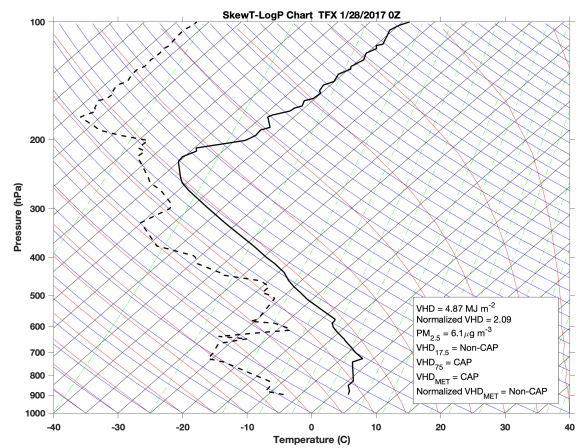 SkewT-LogP Chart TFX 1/28/2017 0Z
100
200
300
400
500
600
700
800
900
1000
Pressure (hPa)
VHD = 4.87 MJ m-2
Normalized VHD = 2.09
PM2.5 = 6.1μg m-3
VHD17.5 = Non-CAP
VHD75 = CAP
VHDMET = CAP
Normalized VHDMET = Non-CAP
-40 -30 -20 -10 0 10 20 30 40
Temperature (C)